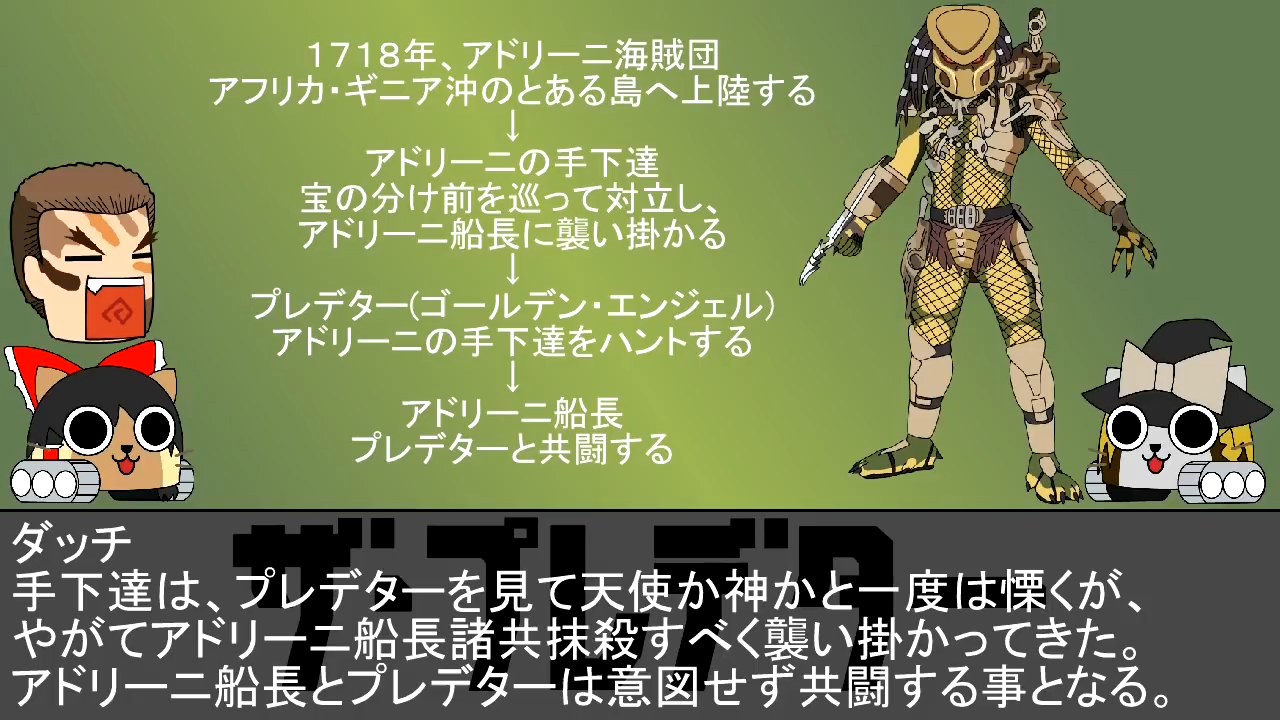 1718年、アドリーニ海賊団
アフリカ・ギニア沖のとある島へ上陸する
↓
アドリーニの手下達
宝の分け前を巡って対立し、
アドリーニ船長に襲い掛かる
↓
プレデター(ゴールデン・エンジェル)
アドリーニの手下達をハントする
↓
アドリーニ船長
プレデターと共闘する
ザ・プレデター
ダッチ
手下達は、プレデターを見て天使か神かと一度は慄くが、
やがてアドリーニ船長諸共抹殺すべく襲い掛かってきた。
アドリーニ船長とプレデターは意図せず共闘する事となる。